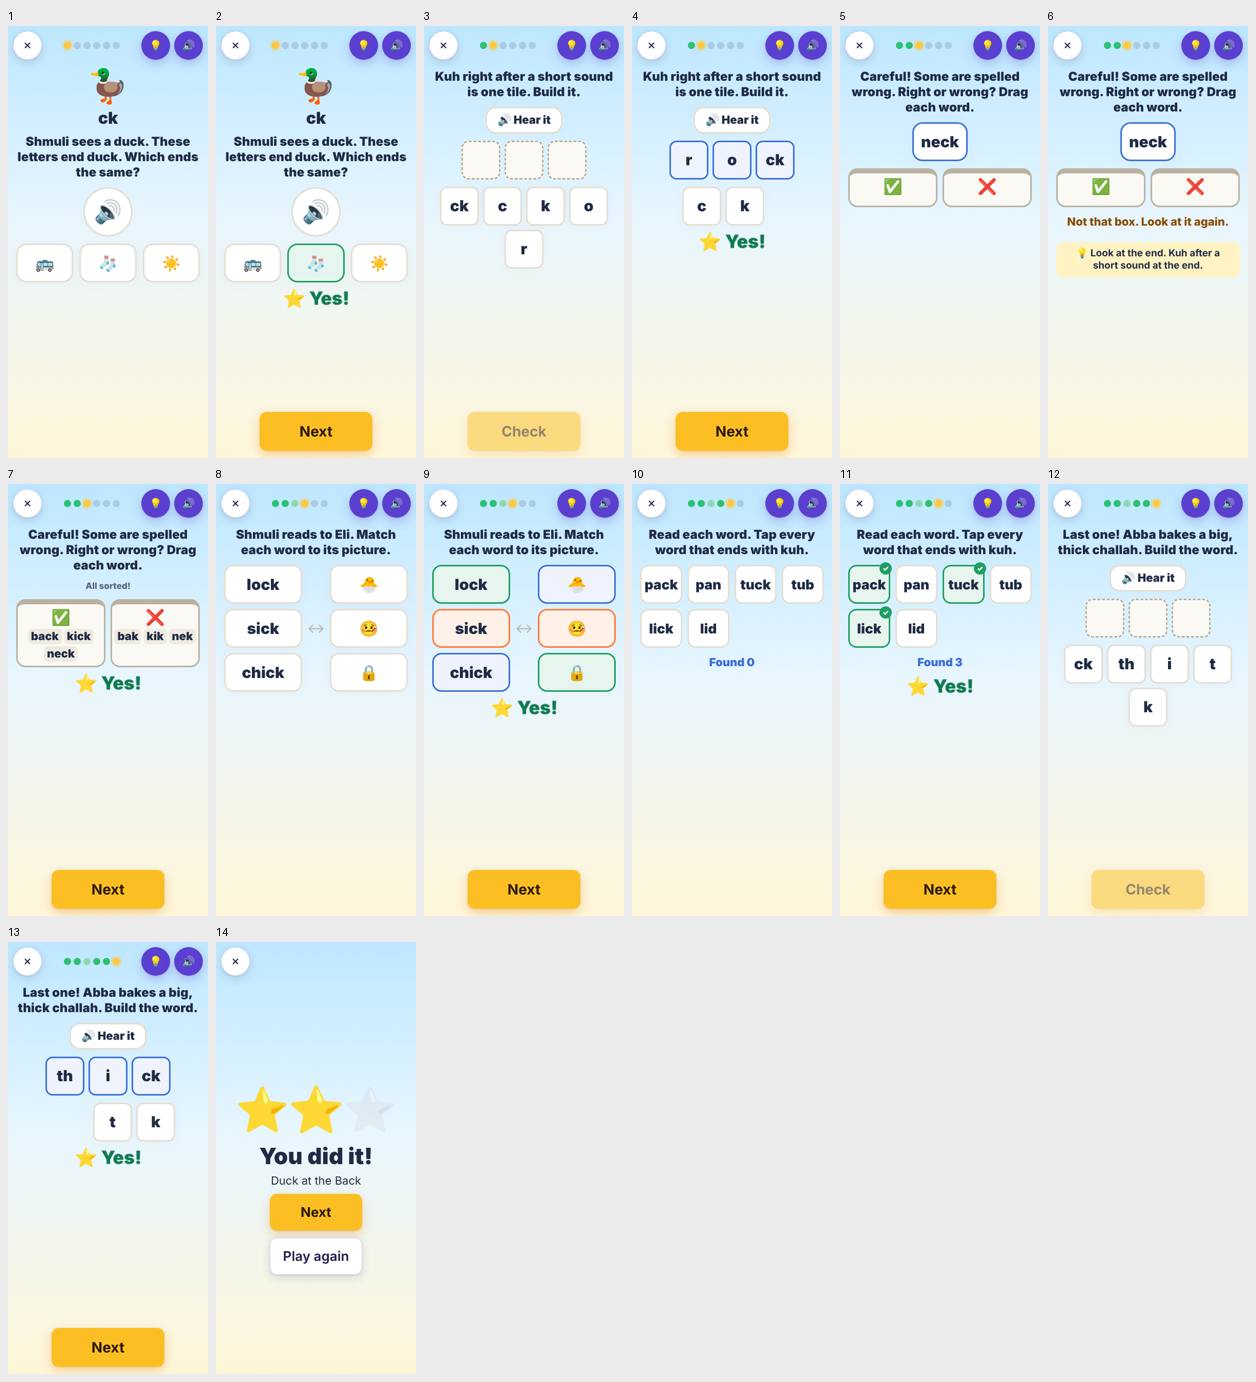 1
ck
Shmuli sees a duck. These
letters end duck. Which ends
the same?
2
ck
Shmuli sees a duck. These
letters end duck. Which ends
the same?
Yes!
Next
3
Kuh right after a short sound
is one tile. Build it.
Hear it
ck c k o
r
Check
4
Kuh right after a short sound
is one tile. Build it.
Hear it
r o ck
c k
Yes!
Next
5
Careful! Some are spelled
wrong. Right or wrong? Drag
each word.
neck
6
Careful! Some are spelled
wrong. Right or wrong? Drag
each word.
neck
Not that box. Look at it again.
Look at the end. Kuh after a
short sound at the end.
7
Careful! Some are spelled
wrong. Right or wrong? Drag
each word.
All sorted!
back kick
neck
bak kik nek
Yes!
Next
8
Shmuli reads to Eli. Match
each word to its picture.
lock
sick
chick
9
Shmuli reads to Eli. Match
each word to its picture.
lock
sick
chick
Yes!
Next
10
Read each word. Tap every
word that ends with kuh.
pack pan tuck tub
lick lid
Found 0
11
Read each word. Tap every
word that ends with kuh.
pack pan tuck tub
lick lid
Found 3
Yes!
Next
12
Last one! Abba bakes a big,
thick challah. Build the word.
Hear it
ck th i t
k
Check
13
Last one! Abba bakes a big,
thick challah. Build the word.
Hear it
th i ck
t k
Yes!
Next
14
You did it!
Duck at the Back
Next
Play again